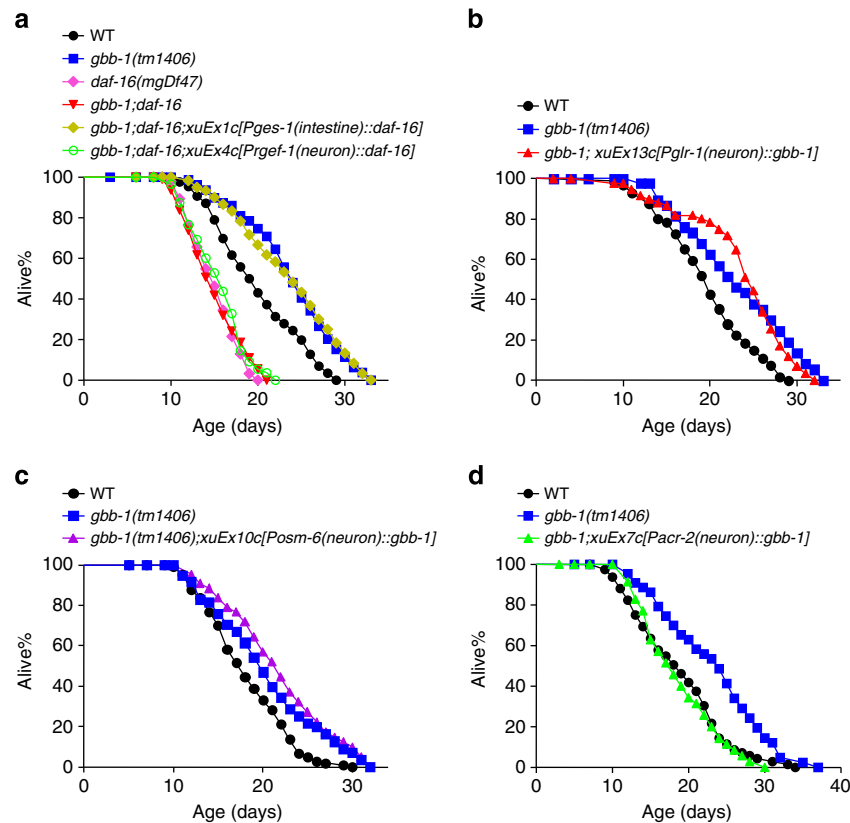 a
WT
gbb-1(tm1406)
daf-16(mgDf47)
gbb-1;daf-16
gbb-1;daf-16;xuEx1c[Pges-1(intestine)::daf-16]
gbb-1;daf-16;xuEx4c[Prgef-1(neuron)::daf-16]
100
80
60
40
20
0
Alive%
0
10
20
30
Age (days)
b
WT
gbb-1(tm1406)
gbb-1; xuEx13c[Pglr-1(neuron)::gbb-1]
100
80
60
40
20
0
Alive%
0
10
20
30
Age (days)
c
WT
gbb-1(tm1406)
gbb-1(tm1406);xuEx10c[Posm-6(neuron)::gbb-1]
100
80
60
40
20
0
Alive%
0
10
20
30
Age (days)
d
WT
gbb-1(tm1406)
gbb-1;xuEx7c[Pacr-2(neuron)::gbb-1]
100
80
60
40
20
0
Alive%
0
10
20
30
40
Age (days)